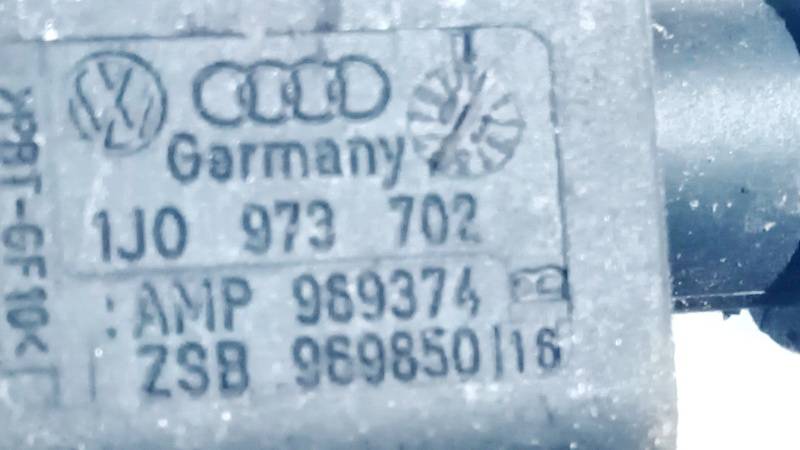 Germany
1J0 973 702
:AMP 969374
ZSB 969850|16
>PBT-GF10<